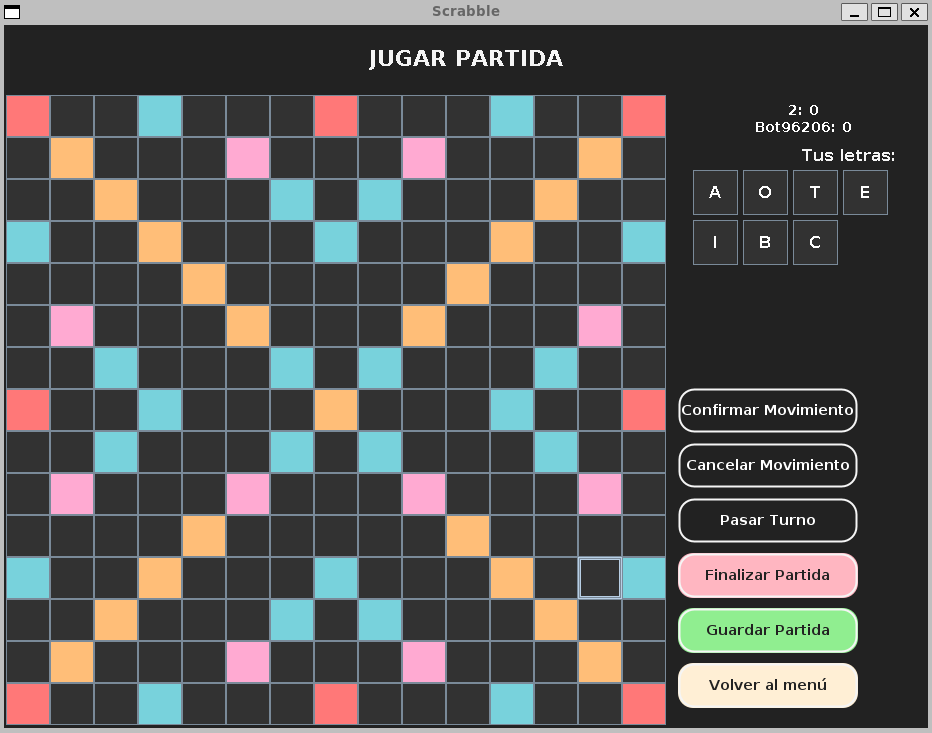 Scrabble
JUGAR PARTIDA
2: 0
Bot96206: 0
Tus letras:
A O T E
I B C
Confirmar Movimiento
Cancelar Movimiento
Pasar Turno
Finalizar Partida
Guardar Partida
Volver al menú